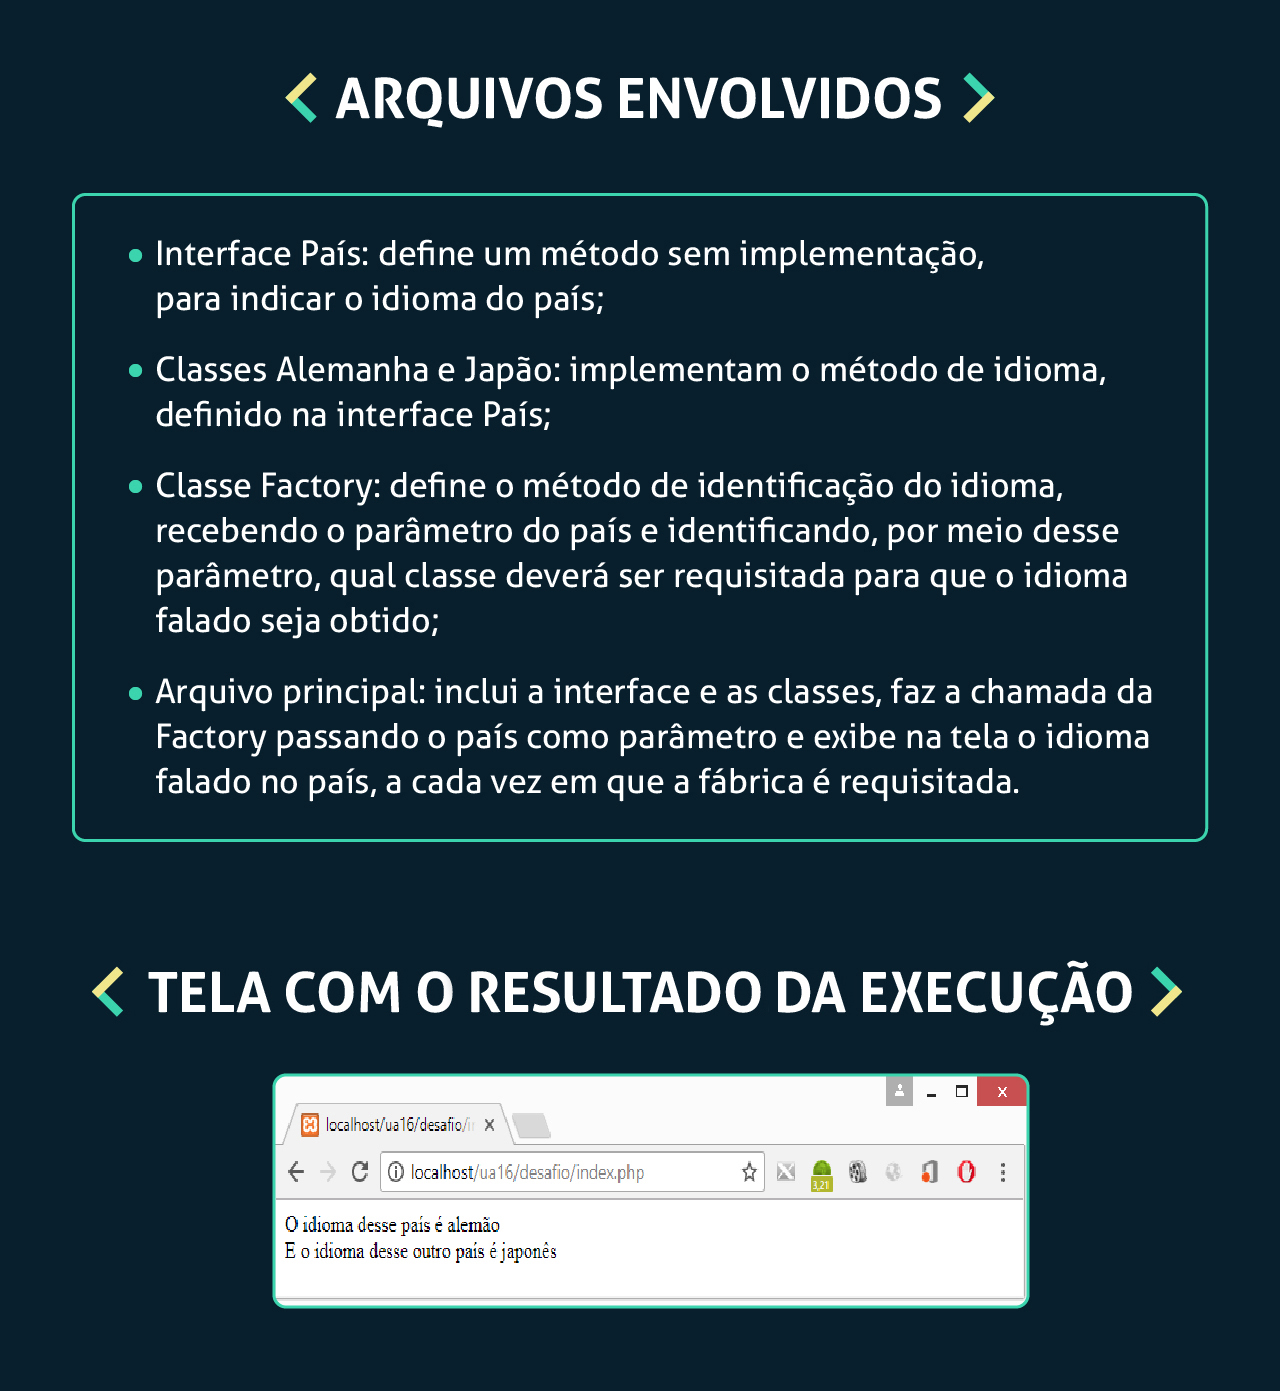 ARQUIVOS ENVOLVIDOS
• Interface País: define um método sem implementação,
para indicar o idioma do país;
• Classes Alemanha e Japão: implementam o método de idioma,
definido na interface País;
• Classe Factory: define o método de identificação do idioma,
recebendo o parâmetro do país e identificando, por meio desse
parâmetro, qual classe deverá ser requisitada para que o idioma
falado seja obtido;
• Arquivo principal: inclui a interface e as classes, faz a chamada da
Factory passando o país como parâmetro e exibe na tela o idioma
falado no país, a cada vez em que a fábrica é requisitada.
TELA COM O RESULTADO DA EXECUÇÃO
localhost/ua16/desafio/in
localhost/ua16/desafio/index.php
3,21
O idioma desse país é alemão
E o idioma desse outro país é japonês